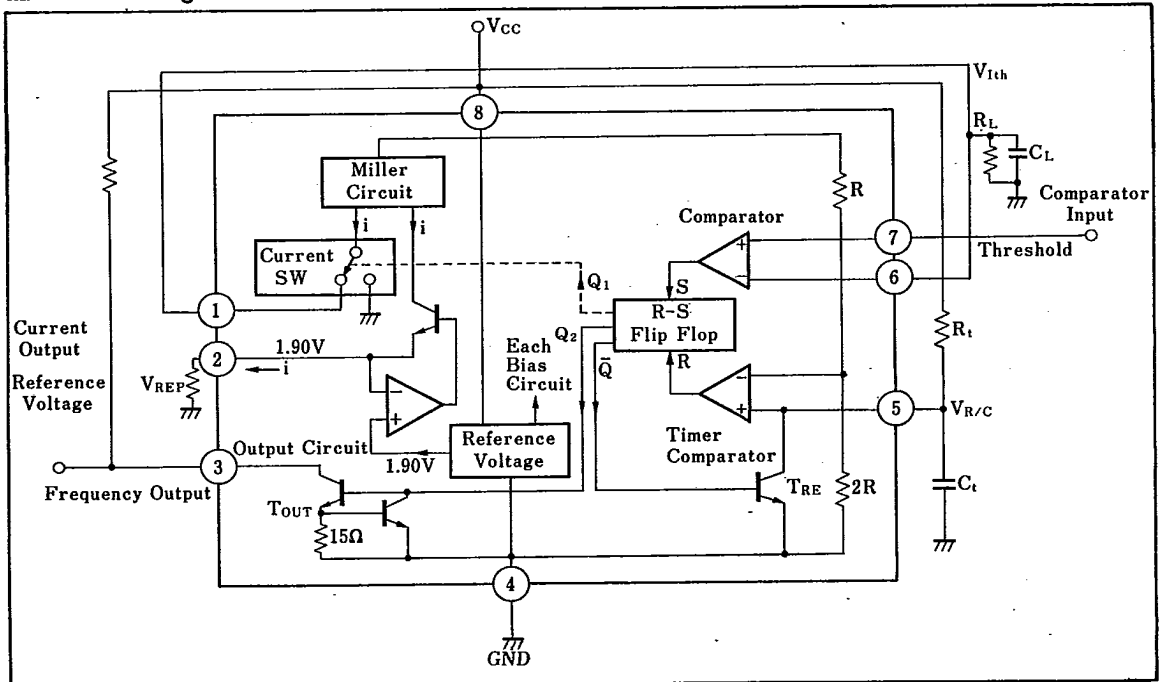 Vcc
VIth
8
RL
CL
Miller
Circuit
R
Comparator
Comparator
Input
i
i
+
7
Threshold
Current
SW
−
6
Q1
S
R-S
Flip Flop
1
Q2
Rt
Current
Output
Each
Bias
Circuit
Q̄
R
2
1.90V
i
−
VREP
−
+
5
VR/C
Reference
Voltage
+
Reference
Voltage
Timer
Comparator
Output Circuit
1.90V
3
TRE
2R
Ct
Frequency Output
TOUT
15Ω
4
GND